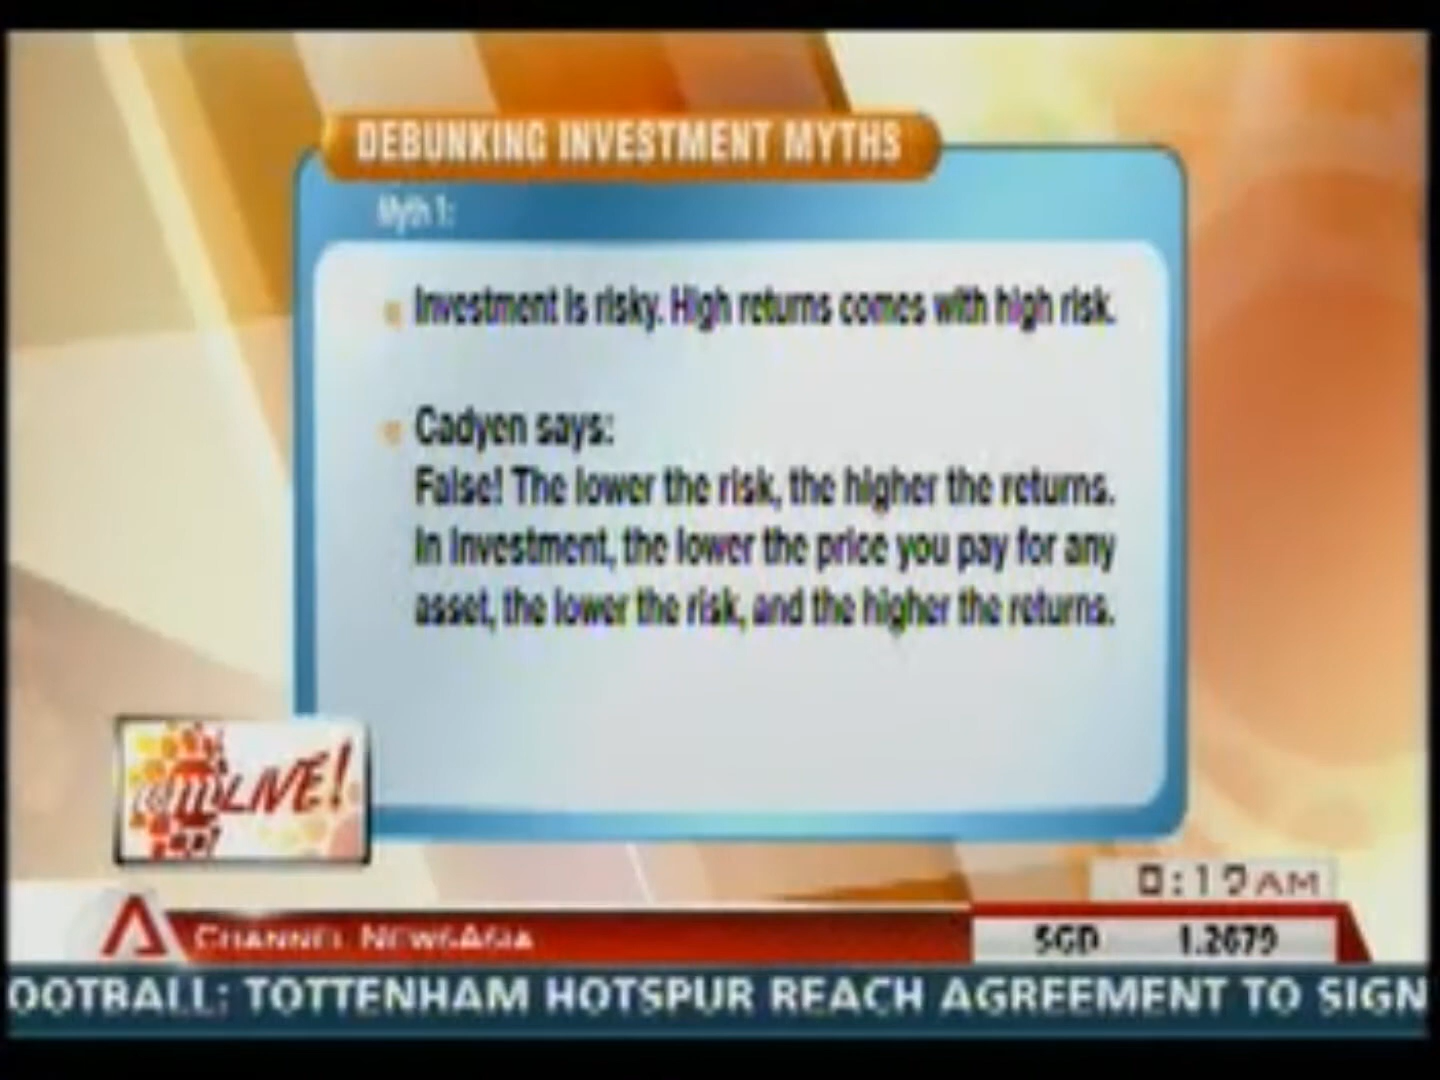 DEBUNKING INVESTMENT MYTHS
Myth 1:
Investment is risky. High returns comes with high risk.
Cadyen says:
False! The lower the risk, the higher the returns.
In investment, the lower the price you pay for any
asset, the lower the risk, and the higher the returns.
LIVE!
AM
CHANNEL NEWSASIA
SGD 1.2679
OOTBALL: TOTTENHAM HOTSPUR REACH AGREEMENT TO SIGN